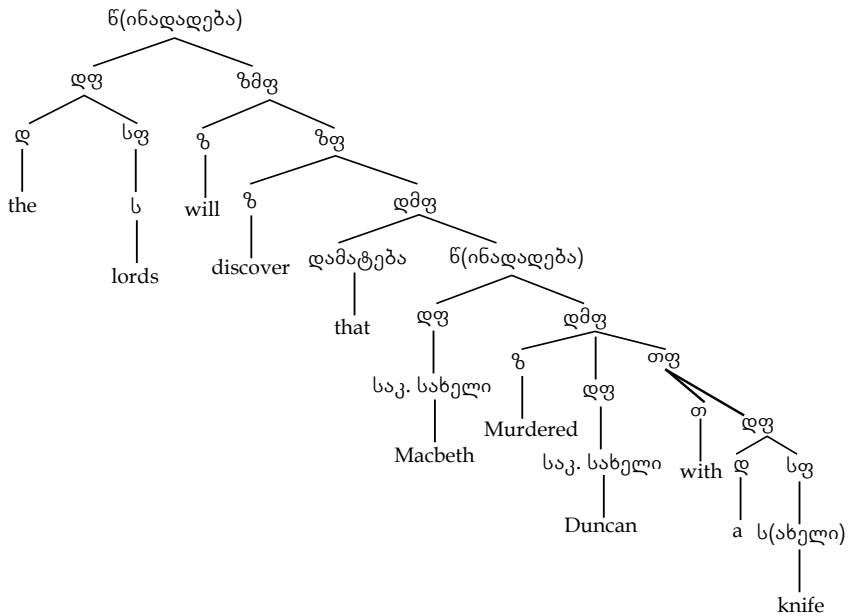 წ(ინადადება)
დფ ზმფ
დ სფ ზ ზფ
the ს will ზ დმფ
lords discover დამატება წ(ინადადება)
that დფ დმფ
საკ. სახელი ზ დფ თფ
Macbeth Murdered საკ. სახელი თ დფ
Duncan with დ სფ
a ს(ახელი)
knife